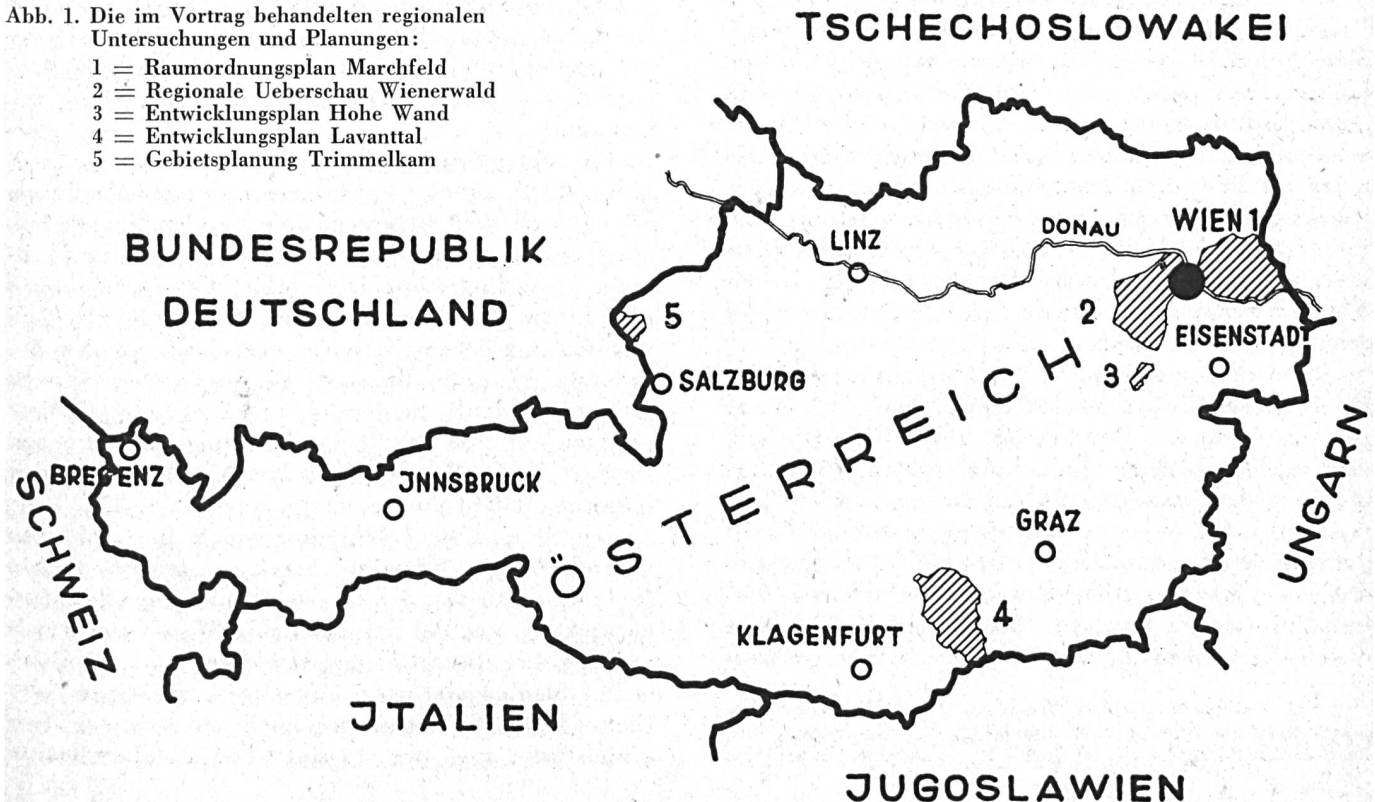 Abb. 1. Die im Vortrag behandelten regionalen
Untersuchungen und Planungen:
1 = Raumordnungsplan Marchfeld
2 = Regionale Ueberschau Wienerwald
3 = Entwicklungsplan Hohe Wand
4 = Entwicklungsplan Lavanttal
5 = Gebietsplanung Trimmelkam
TSCHECHOSLOWAKEI
BUNDESREPUBLIK
DEUTSCHLAND
LINZ
DONAU
WIEN 1
5
2
EISENSTADT
3
SALZBURG
BREGENZ
JNNSBRUCK
SCHWEZ
ÖSTERREICH
UNGARN
GRAZ
4
KLAGENFURT
JTALIEN
JUGOSLAWIEN